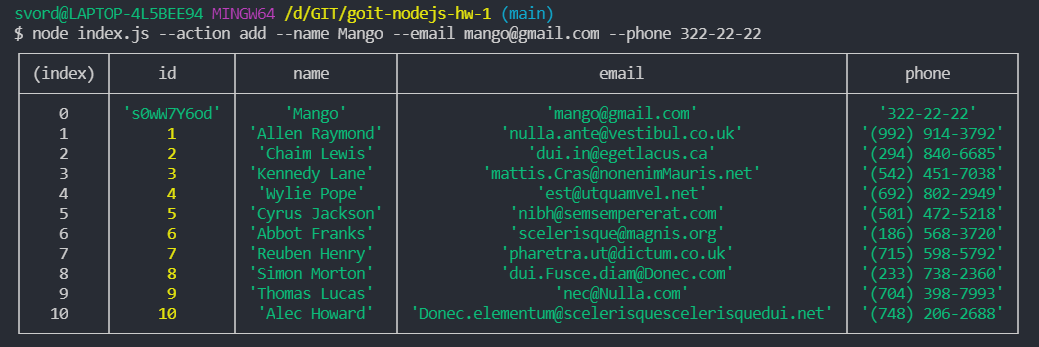 svord@LAPTOP-4L5BEE94 MINGW64 /d/GIT/goit-nodejs-hw-1 (main)
$ node index.js --action add --name Mango --email mango@gmail.com --phone 322-22-22
(index) id name email phone
0 's0wW7Y6od' 'Mango' 'mango@gmail.com' '322-22-22'
1 1 'Allen Raymond' 'nulla.ante@vestibul.co.uk' '(992) 914-3792'
2 2 'Chaim Lewis' 'dui.in@egetlacus.ca' '(294) 840-6685'
3 3 'Kennedy Lane' 'mattis.Cras@nonenimMauris.net' '(542) 451-7038'
4 4 'Wylie Pope' 'est@utquamvel.net' '(692) 802-2949'
5 5 'Cyrus Jackson' 'nibh@semsempererat.com' '(501) 472-5218'
6 6 'Abbot Franks' 'scelerisque@magnis.org' '(186) 568-3720'
7 7 'Reuben Henry' 'pharetra.ut@dictum.co.uk' '(715) 598-5792'
8 8 'Simon Morton' 'dui.Fusce.diam@Donec.com' '(233) 738-2360'
9 9 'Thomas Lucas' 'nec@Nulla.com' '(704) 398-7993'
10 10 'Alec Howard' 'Donec.elementum@scelerisquescelerisquedui.net' '(748) 206-2688'